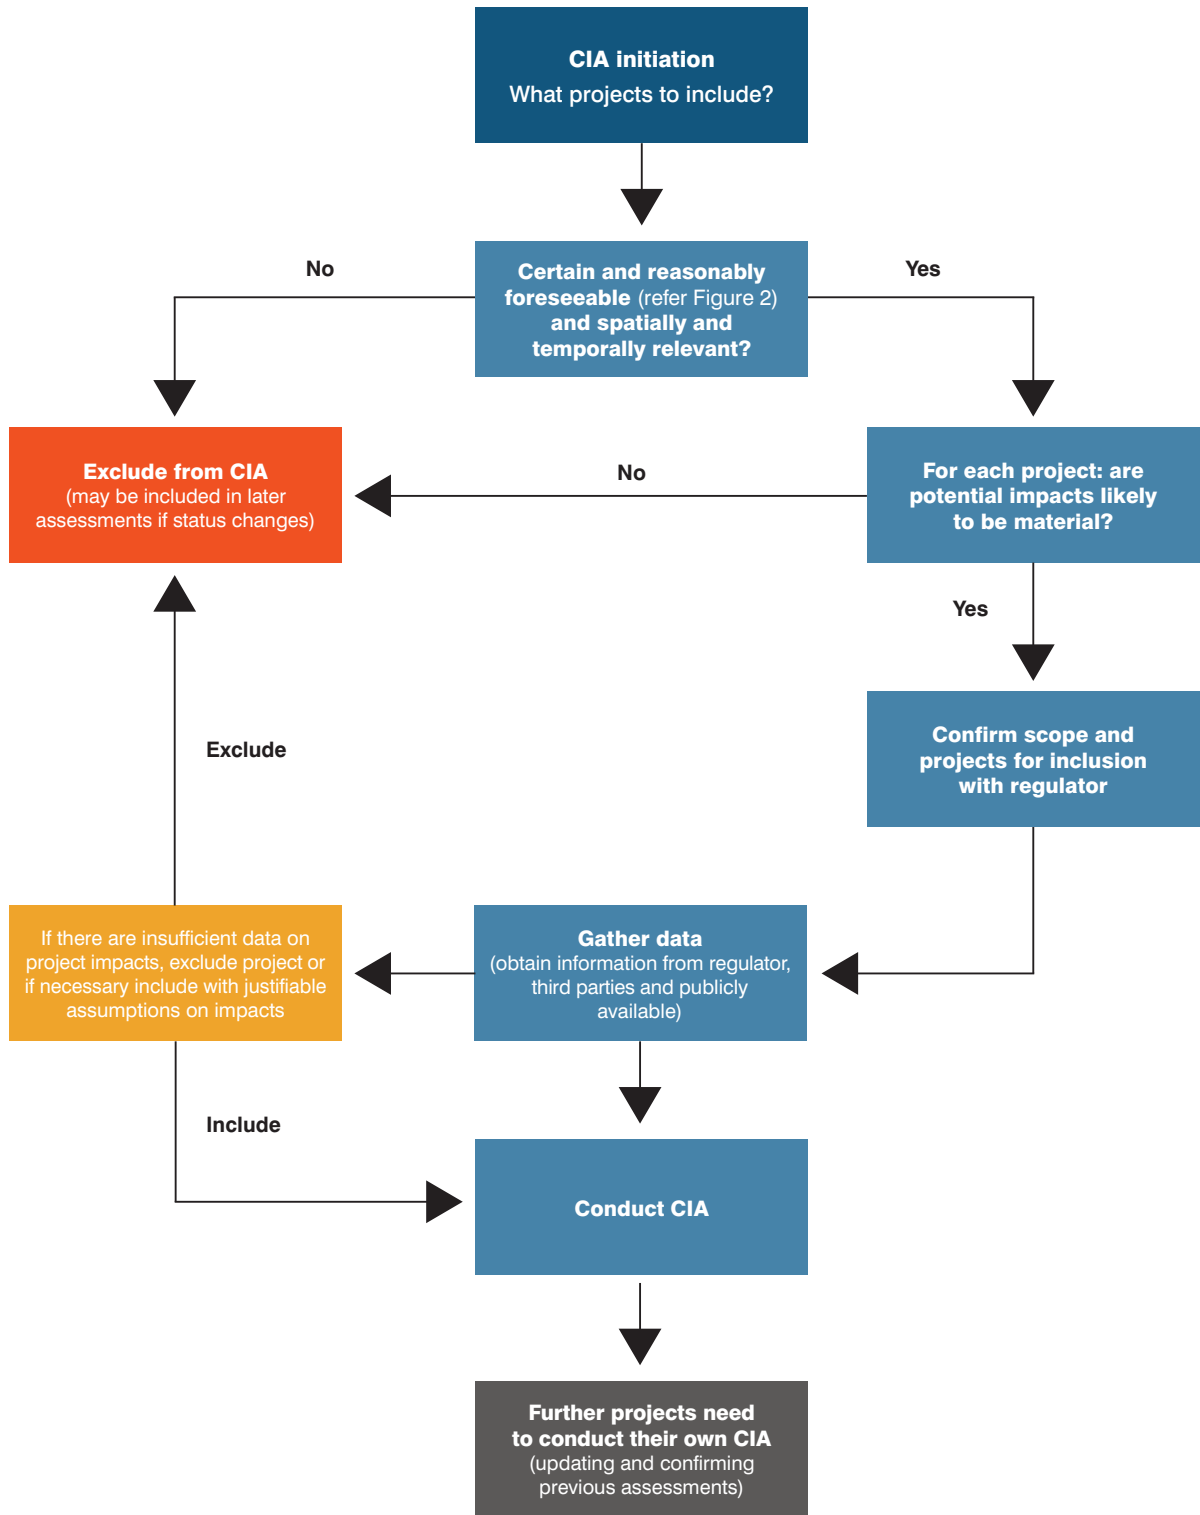 CIA initiation
What projects to include?
No
Certain and reasonably
foreseeable (refer Figure 2)
and spatially and
temporally relevant?
Yes
Exclude from CIA
(may be included in later
assessments if status changes)
No
For each project: are
potential impacts likely
to be material?
Yes
Confirm scope and
projects for inclusion
with regulator
Exclude
If there are insufficient data on
project impacts, exclude project or
if necessary include with justifiable
assumptions on impacts
Gather data
(obtain information from regulator,
third parties and publicly
available)
Include
Conduct CIA
Further projects need
to conduct their own CIA
(updating and confirming
previous assessments)